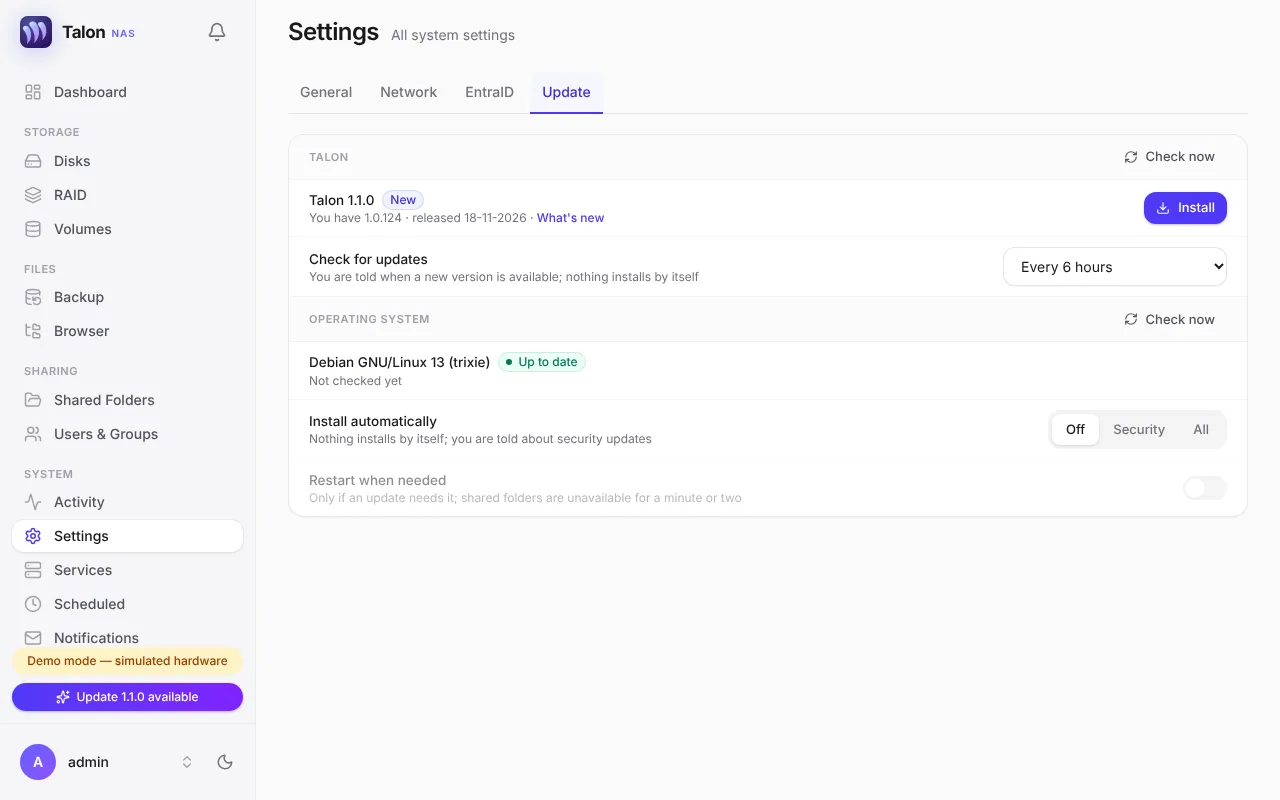 Talon NAS
Dashboard
STORAGE
Disks
RAID
Volumes
FILES
Backup
Browser
SHARING
Shared Folders
Users & Groups
SYSTEM
Activity
Settings
Services
Scheduled
Notifications
Demo mode — simulated hardware
Update 1.1.0 available
A admin
Settings All system settings
General Network EntraID Update
TALON Check now
Talon 1.1.0 New
You have 1.0.124 · released 18-11-2026 · What's new
Install
Check for updates
You are told when a new version is available; nothing installs by itself
Every 6 hours
OPERATING SYSTEM Check now
Debian GNU/Linux 13 (trixie) Up to date
Not checked yet
Install automatically
Nothing installs by itself; you are told about security updates
Off Security All
Restart when needed
Only if an update needs it; shared folders are unavailable for a minute or two